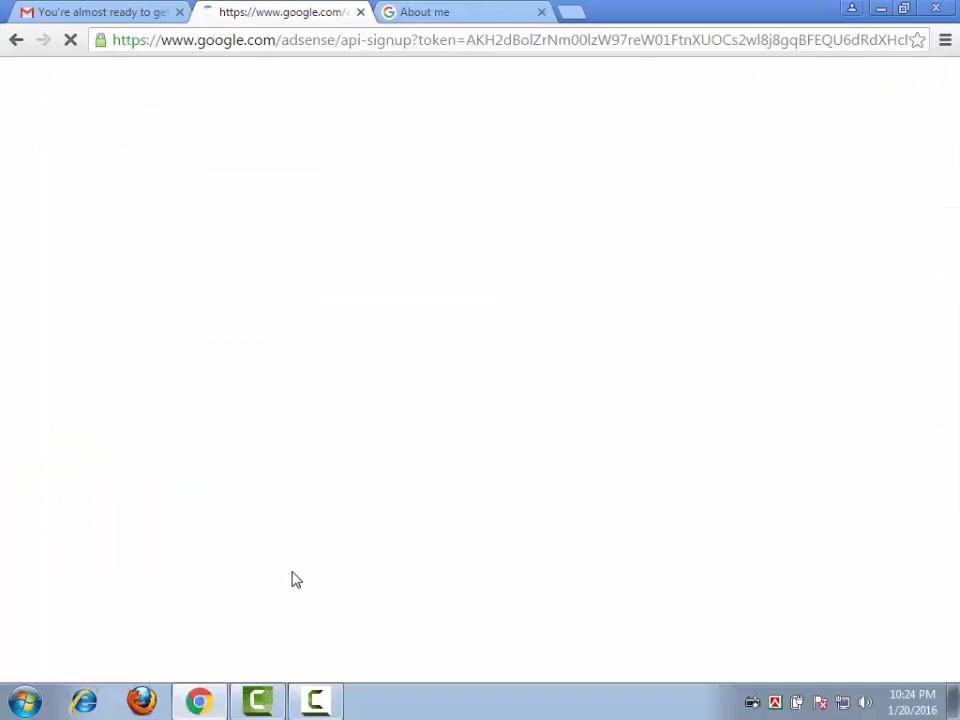 You're almost ready to ge
https://www.google.com/
About me
https://www.google.com/adsense/api-signup?token=AKH2dBolZrNm00IzW97reW01FtnXUOCs2wI8j8gqBFEQU6dRdXHcI
10:24 PM
1/20/2016